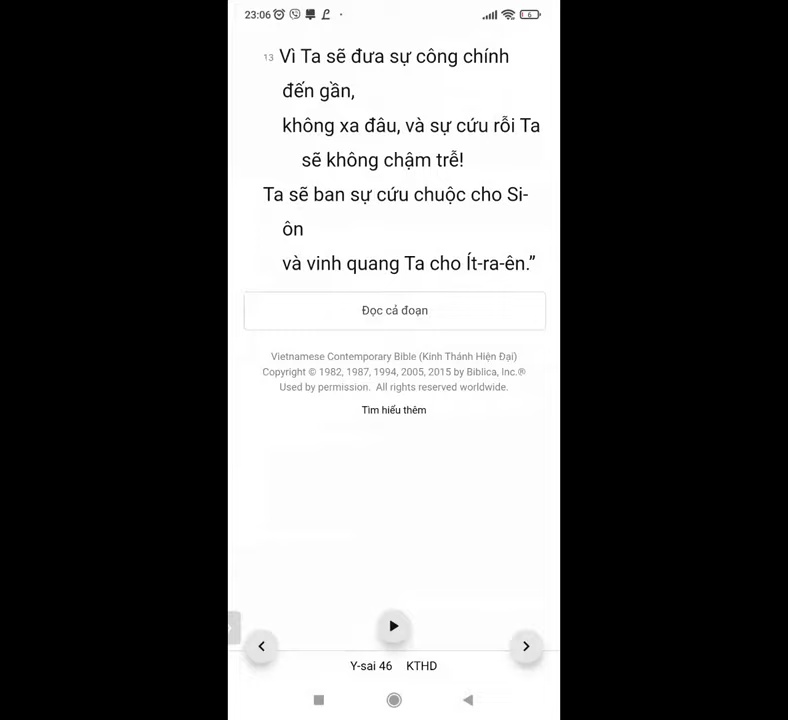 23:06
6
13 Vì Ta sẽ đưa sự công chính
đến gần,
không xa đâu, và sự cứu rỗi Ta
sẽ không chậm trễ!
Ta sẽ ban sự cứu chuộc cho Si-
ôn
và vinh quang Ta cho Ít-ra-ên.”
Đọc cả đoạn
Vietnamese Contemporary Bible (Kinh Thánh Hiện Đại)
Copyright © 1982, 1987, 1994, 2005, 2015 by Biblica, Inc.®
Used by permission. All rights reserved worldwide.
Tìm hiểu thêm
Y-sai 46 KTHD